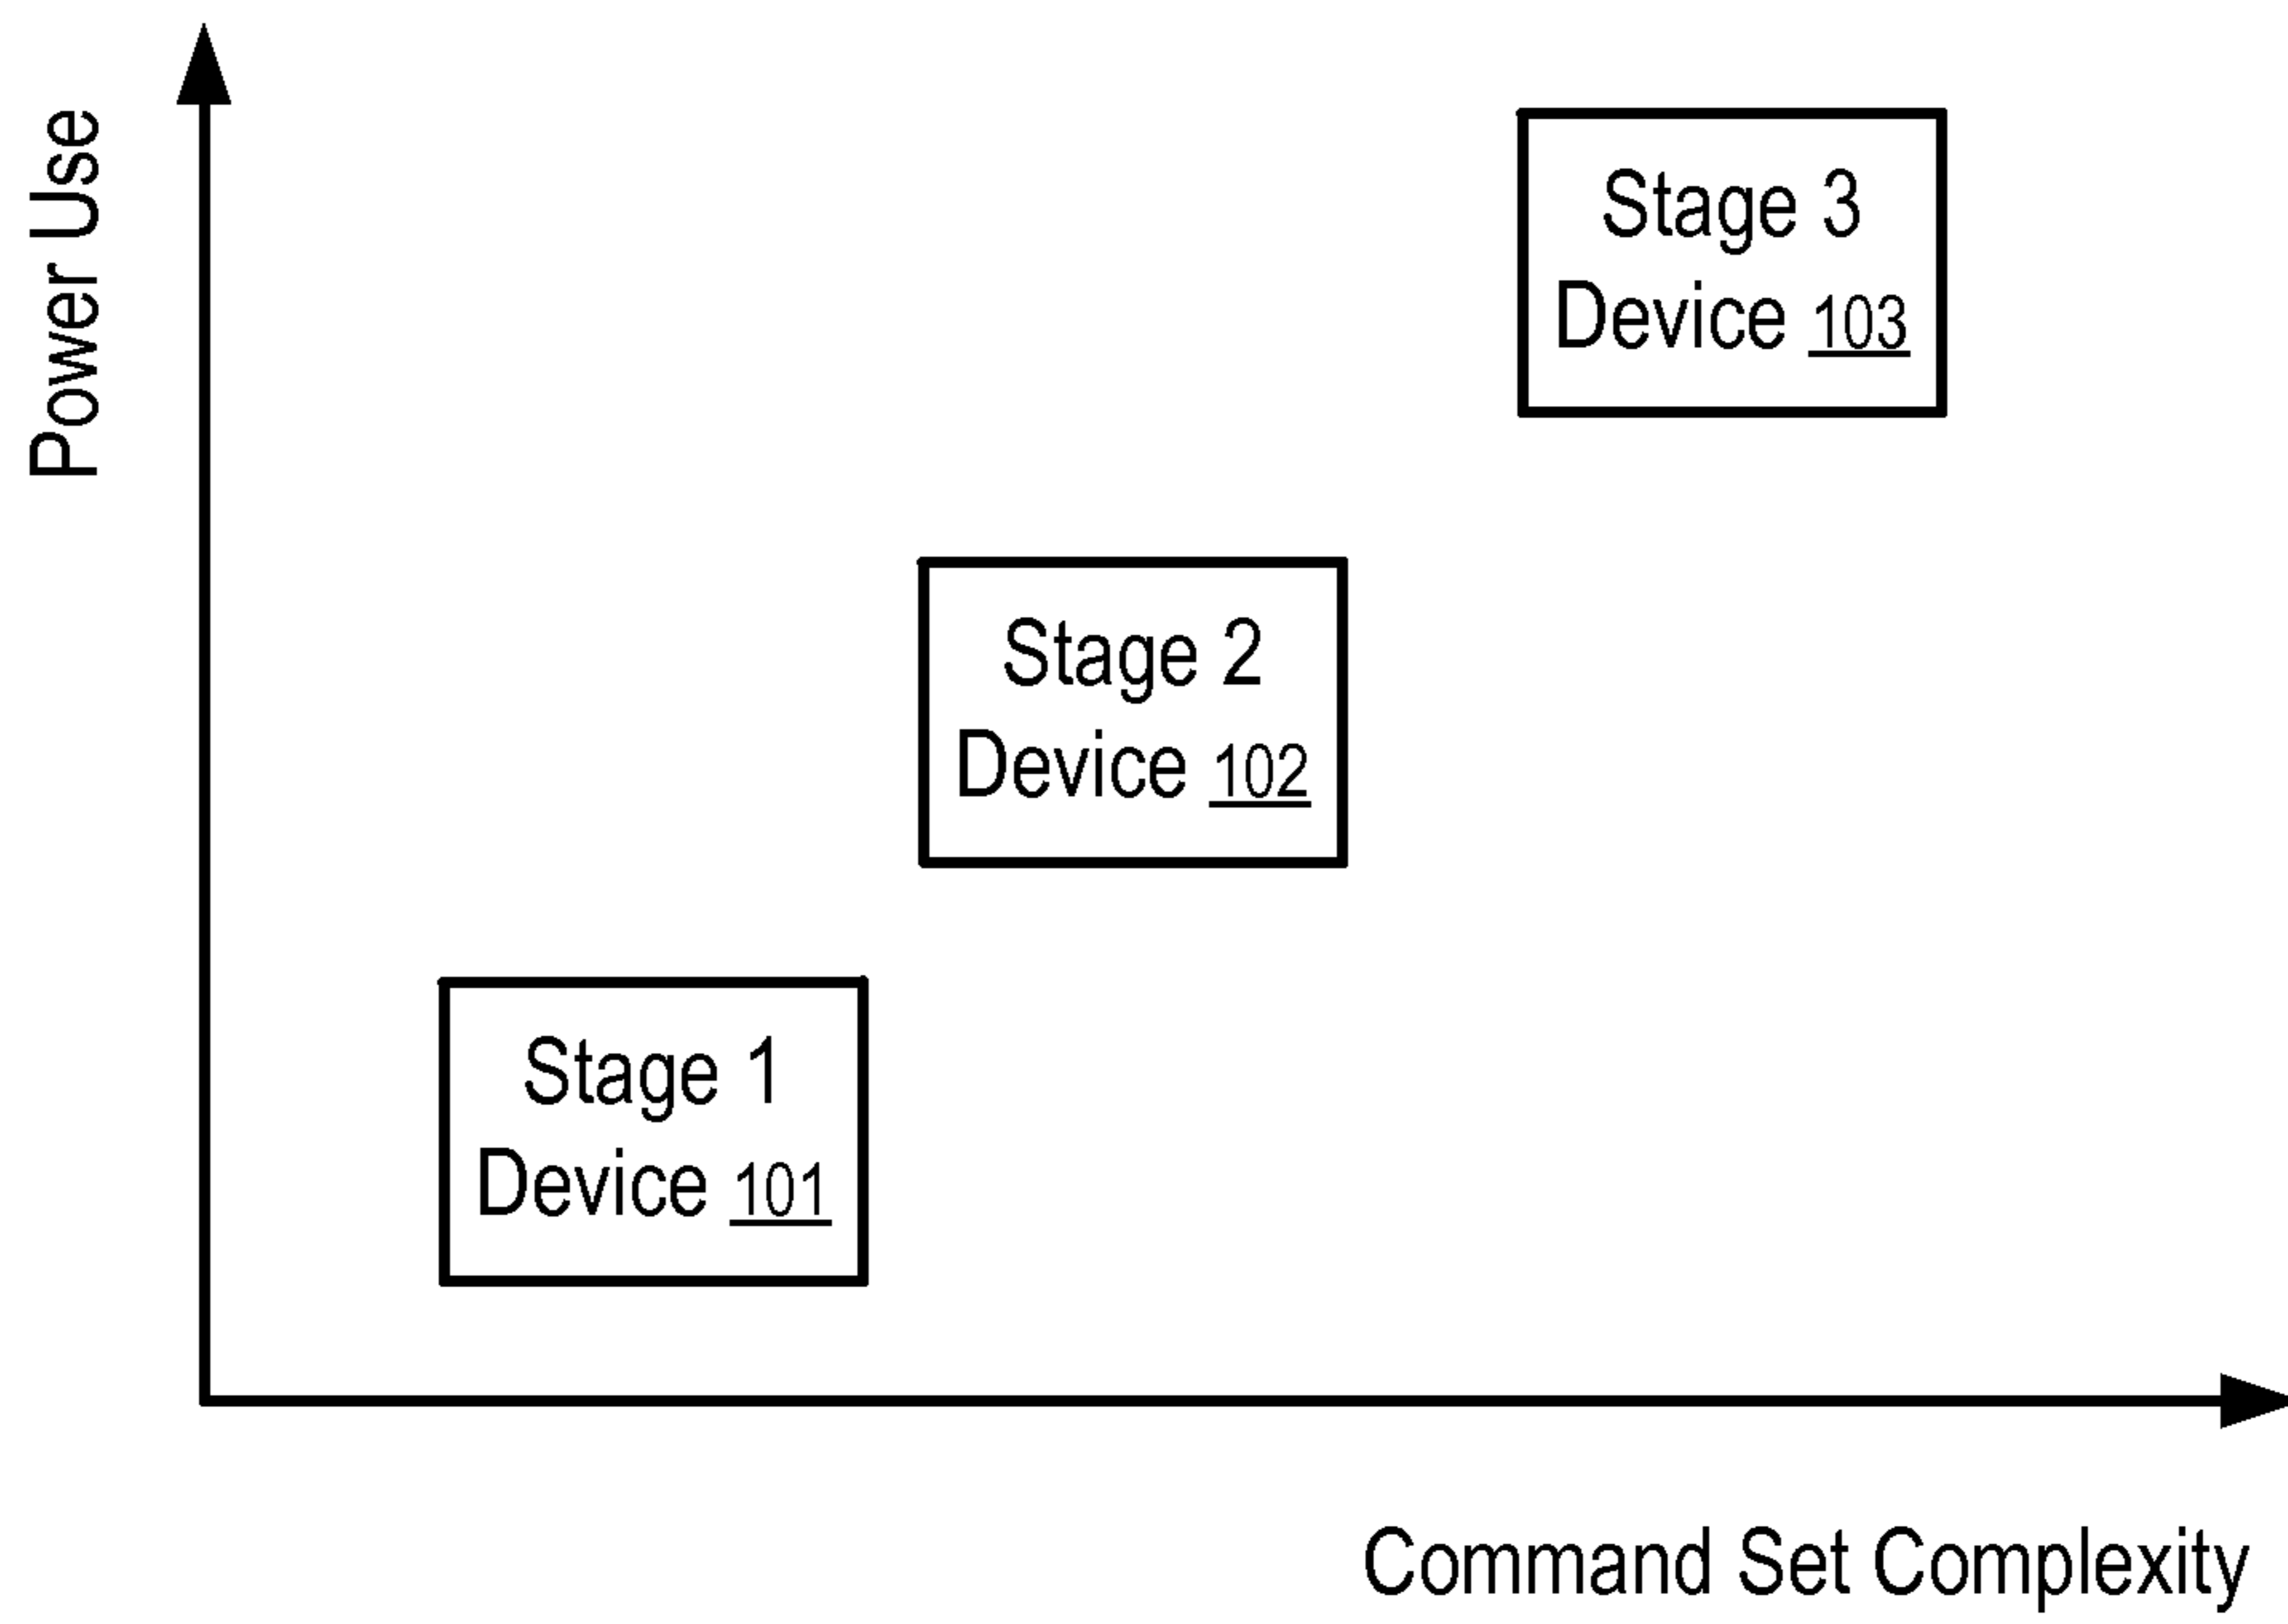 Power Use
Stage 3
Device 103
Stage 2
Device 102
Stage 1
Device 101
Command Set Complexity